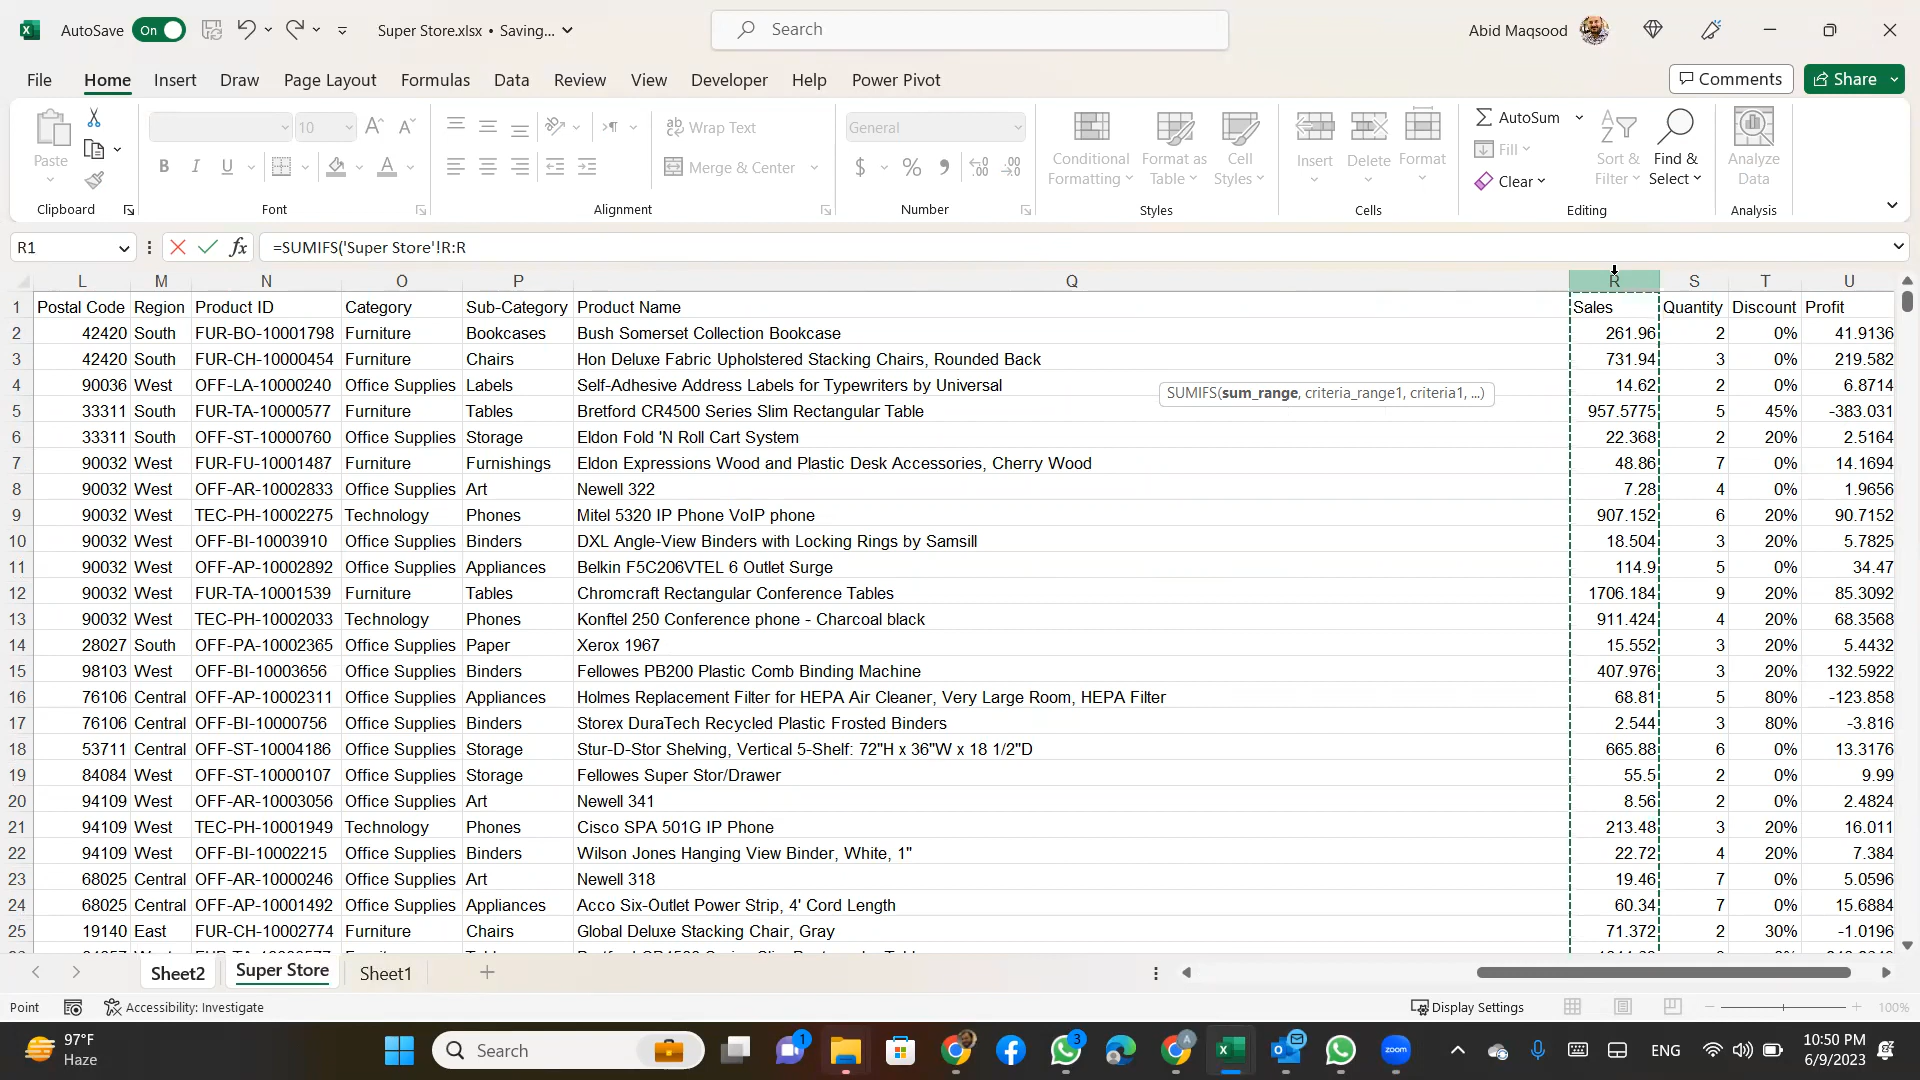 AutoSave On Super Store.xlsx • Saving... Search Abid Maqsood
File Home Insert Draw Page Layout Formulas Data Review View Developer Help Power Pivot Comments Share
Paste 10 Wrap Text General Conditional Formatting Format as Table Cell Styles Insert Delete Format AutoSum Fill Clear Sort & Filter Find & Select Analyze Data
Merge & Center
Clipboard Font Alignment Number Styles Cells Editing Analysis
R1 fx =SUMIFS('Super Store'!R:R
L M N O P Q R S T U
1 Postal Code Region Product ID Category Sub-Category Product Name Sales Quantity Discount Profit
2 42420 South FUR-BO-10001798 Furniture Bookcases Bush Somerset Collection Bookcase 261.96 2 0% 41.9136
3 42420 South FUR-CH-10000454 Furniture Chairs Hon Deluxe Fabric Upholstered Stacking Chairs, Rounded Back 731.94 3 0% 219.582
4 90036 West OFF-LA-10000240 Office Supplies Labels Self-Adhesive Address Labels for Typewriters by Universal 14.62 2 0% 6.8714
SUMIFS(sum_range, criteria_range1, criteria1, ...)
5 33311 South FUR-TA-10000577 Furniture Tables Bretford CR4500 Series Slim Rectangular Table 957.5775 5 45% -383.031
6 33311 South OFF-ST-10000760 Office Supplies Storage Eldon Fold 'N Roll Cart System 22.368 2 20% 2.5164
7 90032 West FUR-FU-10001487 Furniture Furnishings Eldon Expressions Wood and Plastic Desk Accessories, Cherry Wood 48.86 7 0% 14.1694
8 90032 West OFF-AR-10002833 Office Supplies Art Newell 322 7.28 4 0% 1.9656
9 90032 West TEC-PH-10002275 Technology Phones Mitel 5320 IP Phone VoIP phone 907.152 6 20% 90.7152
10 90032 West OFF-BI-10003910 Office Supplies Binders DXL Angle-View Binders with Locking Rings by Samsill 18.504 3 20% 5.7825
11 90032 West OFF-AP-10002892 Office Supplies Appliances Belkin F5C206VTEL 6 Outlet Surge 114.9 5 0% 34.47
12 90032 West FUR-TA-10001539 Furniture Tables Chromcraft Rectangular Conference Tables 1706.184 9 20% 85.3092
13 90032 West TEC-PH-10002033 Technology Phones Konftel 250 Conference phone - Charcoal black 911.424 4 20% 68.3568
14 28027 South OFF-PA-10002365 Office Supplies Paper Xerox 1967 15.552 3 20% 5.4432
15 98103 West OFF-BI-10003656 Office Supplies Binders Fellowes PB200 Plastic Comb Binding Machine 407.976 3 20% 132.5922
16 76106 Central OFF-AP-10002311 Office Supplies Appliances Holmes Replacement Filter for HEPA Air Cleaner, Very Large Room, HEPA Filter 68.81 5 80% -123.858
17 76106 Central OFF-BI-10000756 Office Supplies Binders Storex DuraTech Recycled Plastic Frosted Binders 2.544 3 80% -3.816
18 53711 Central OFF-ST-10004186 Office Supplies Storage Stur-D-Stor Shelving, Vertical 5-Shelf: 72"H x 36"W x 18 1/2"D 665.88 6 0% 13.3176
19 84084 West OFF-ST-10000107 Office Supplies Storage Fellowes Super Stor/Drawer 55.5 2 0% 9.99
20 94109 West OFF-AR-10003056 Office Supplies Art Newell 341 8.56 2 0% 2.4824
21 94109 West TEC-PH-10001949 Technology Phones Cisco SPA 501G IP Phone 213.48 3 20% 16.011
22 94109 West OFF-BI-10002215 Office Supplies Binders Wilson Jones Hanging View Binder, White, 1" 22.72 4 20% 7.384
23 68025 Central OFF-AR-10000246 Office Supplies Art Newell 318 19.46 7 0% 5.0596
24 68025 Central OFF-AP-10001492 Office Supplies Appliances Acco Six-Outlet Power Strip, 4' Cord Length 60.34 7 0% 15.6884
25 19140 East FUR-CH-10002774 Furniture Chairs Global Deluxe Stacking Chair, Gray 71.372 2 30% -1.0196
Sheet2 Super Store Sheet1
Point Accessibility: Investigate Display Settings 100%
97°F Haze Search 1 3 A zoom ENG 10:50 PM
6/9/2023